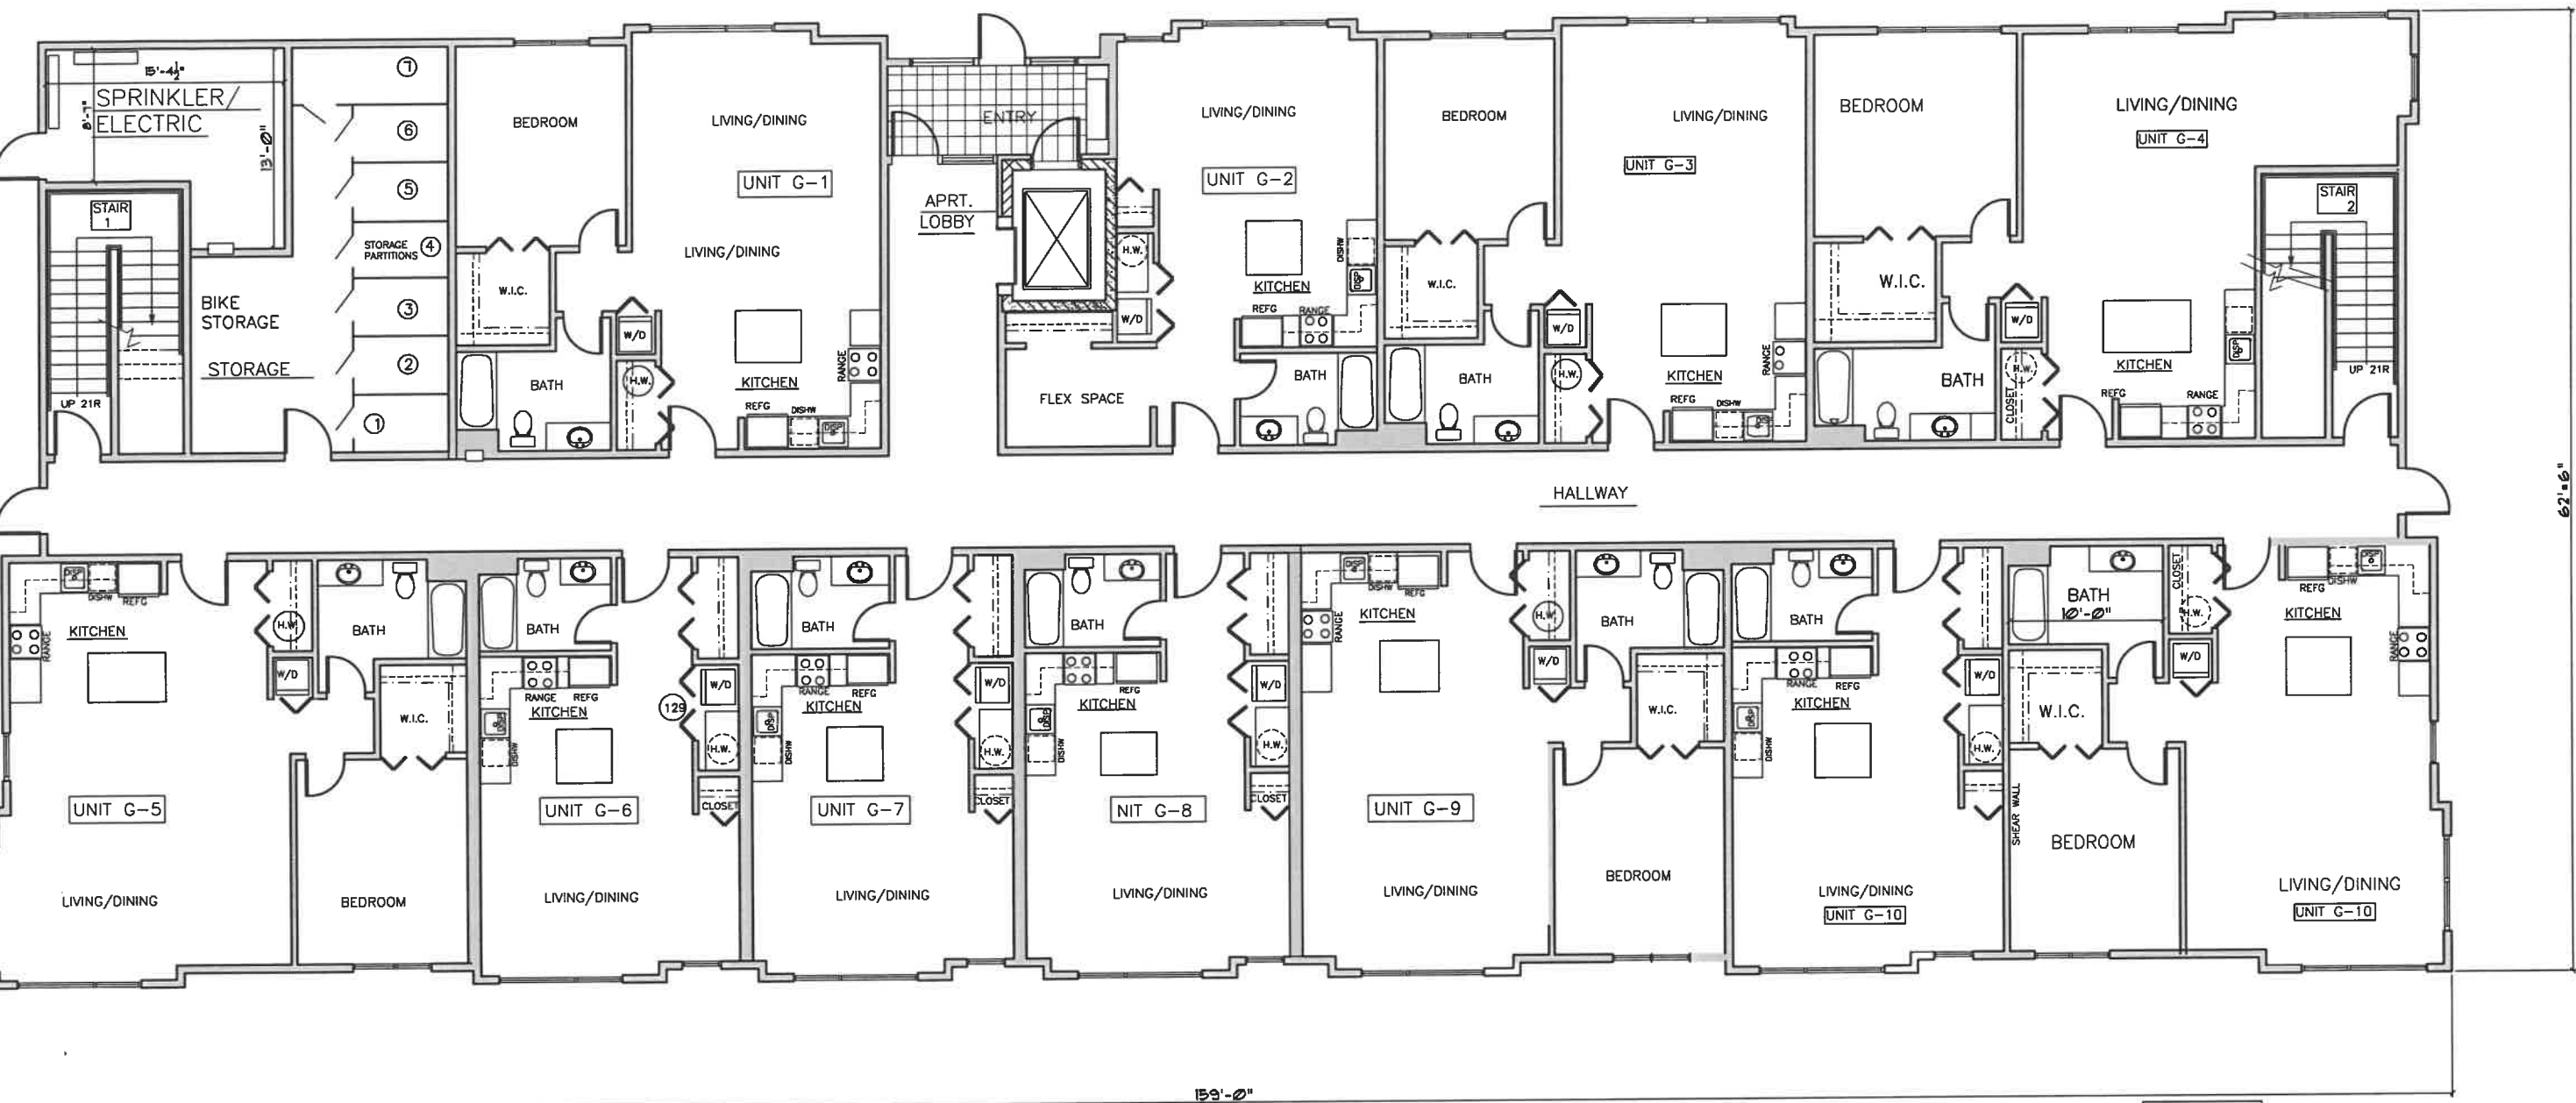 15'-4½"
8'-7"
SPRINKLER/
ELECTRIC
13'-0"
STAIR
1
UP 21R
BIKE
STORAGE
STORAGE
7
6
5
STORAGE
PARTITIONS
4
3
2
1
BEDROOM
W.I.C.
BATH
LIVING/DINING
UNIT G-1
LIVING/DINING
W/D
H.W.
KITCHEN
RANGE
REFG
DISHW
DISP
ENTRY
APRT.
LOBBY
FLEX SPACE
H.W.
W/D
LIVING/DINING
UNIT G-2
DISHW
DISP
KITCHEN
REFG
RANGE
BATH
BEDROOM
W.I.C.
BATH
LIVING/DINING
UNIT G-3
W/D
H.W.
KITCHEN
RANGE
REFG
DISHW
DISP
BEDROOM
W.I.C.
BATH
LIVING/DINING
UNIT G-4
W/D
H.W.
CLOSET
KITCHEN
DISP
REFG
RANGE
STAIR
2
UP 21R
62'-6"
HALLWAY
DISP
DISHW
REFG
KITCHEN
RANGE
H.W.
W/D
BATH
W.I.C.
UNIT G-5
LIVING/DINING
BEDROOM
BATH
RANGE
REFG
KITCHEN
DISP
DISHW
129
W/D
H.W.
CLOSET
UNIT G-6
LIVING/DINING
BATH
RANGE
REFG
KITCHEN
DISP
DISHW
W/D
H.W.
CLOSET
UNIT G-7
LIVING/DINING
BATH
REFG
KITCHEN
DISP
DISHW
W/D
H.W.
CLOSET
NIT G-8
LIVING/DINING
DISP
DISHW
REFG
KITCHEN
RANGE
H.W.
W/D
BATH
W.I.C.
UNIT G-9
LIVING/DINING
BEDROOM
BATH
RANGE
REFG
KITCHEN
DISP
DISHW
W/D
H.W.
LIVING/DINING
UNIT G-10
SHEAR WALL
BATH
10'-0"
CLOSET
H.W.
W/D
W.I.C.
BEDROOM
REFG
DISHW
DISP
KITCHEN
RANGE
LIVING/DINING
UNIT G-10
159'-0"